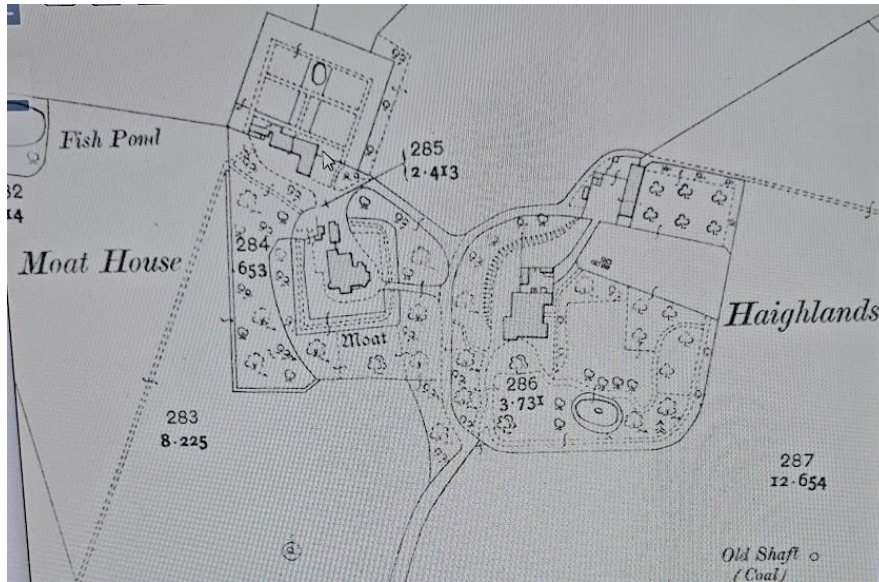 Fish Pond
285
2·413
82
14
284
·653
Moat House
Moat
Haighlands
286
3·731
283
8·225
287
12·654
a
Old Shaft
(Coal)